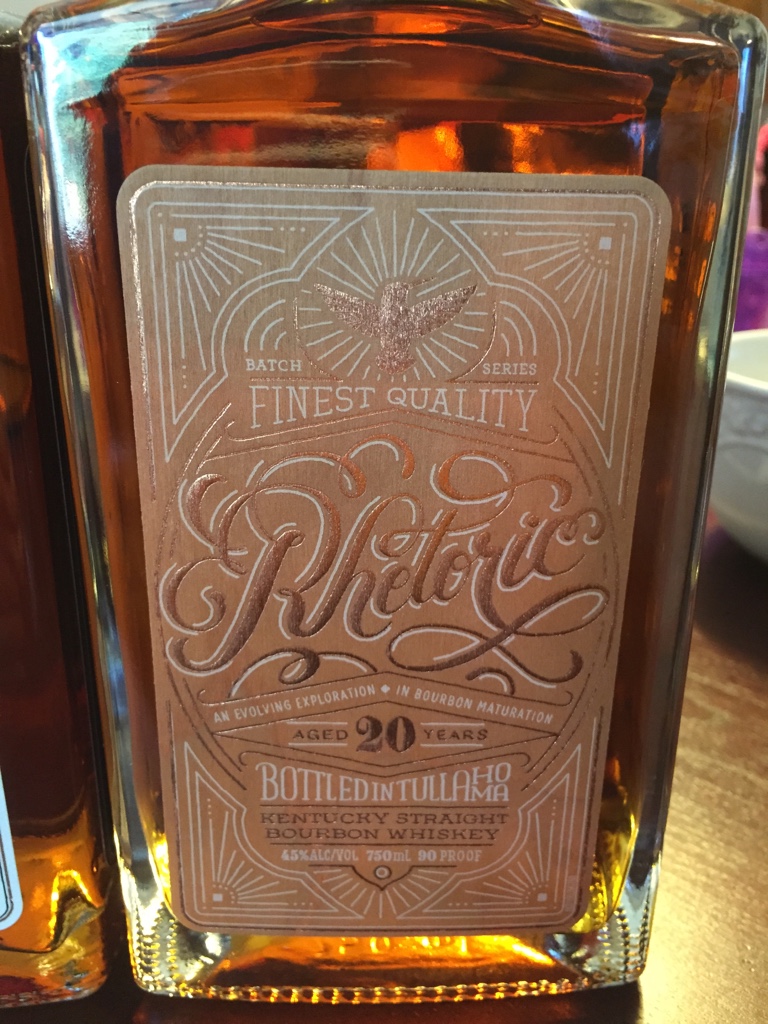 BATCH SERIES
FINEST QUALITY
Rhetoric
AN EVOLVING EXPLORATION IN BOURBON MATURATION
AGED 20 YEARS
BOTTLED IN TULLAHOMA
KENTUCKY STRAIGHT
BOURBON WHISKEY
45% ALC/VOL 750mL 90 PROOF